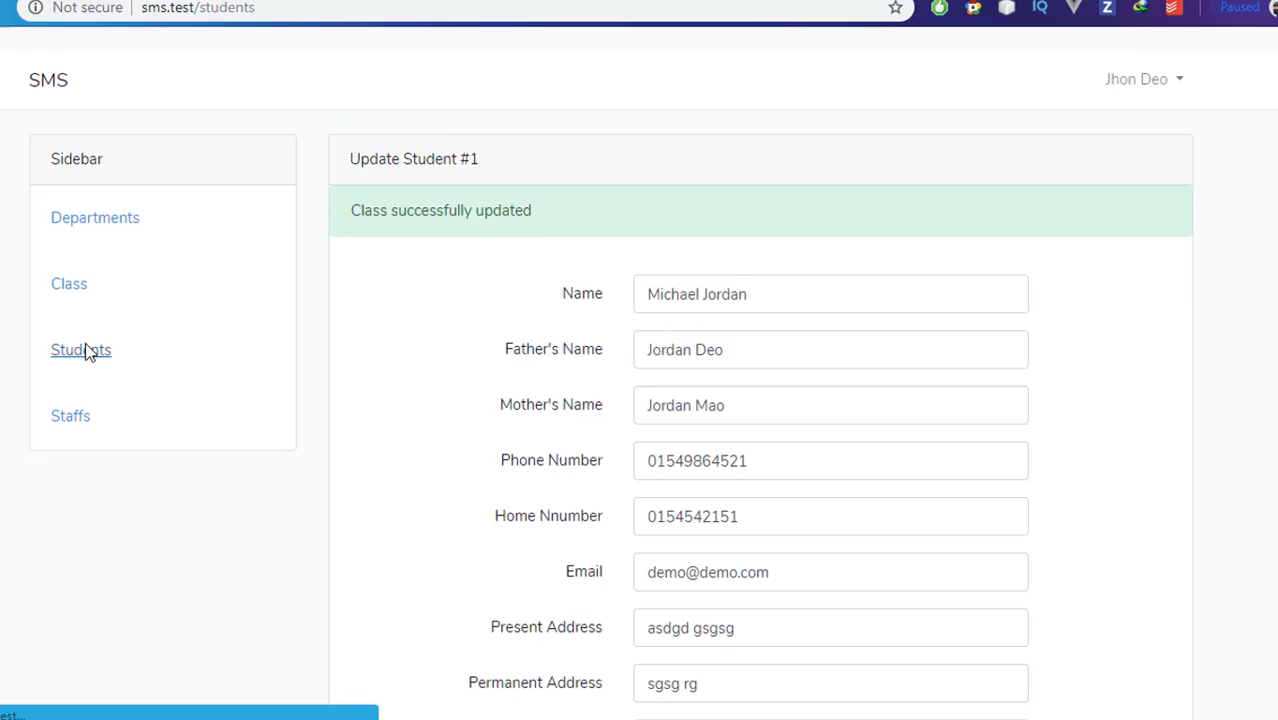 Not secure sms.test/students IQ Z Paused
SMS
Jhon Deo
Sidebar
Departments
Class
Students
Staffs
Update Student #1
Class successfully updated
Name Michael Jordan
Father's Name Jordan Deo
Mother's Name Jordan Mao
Phone Number 01549864521
Home Nnumber 0154542151
Email demo@demo.com
Present Address asdgd gsgsg
Permanent Address sgsg rg
est...